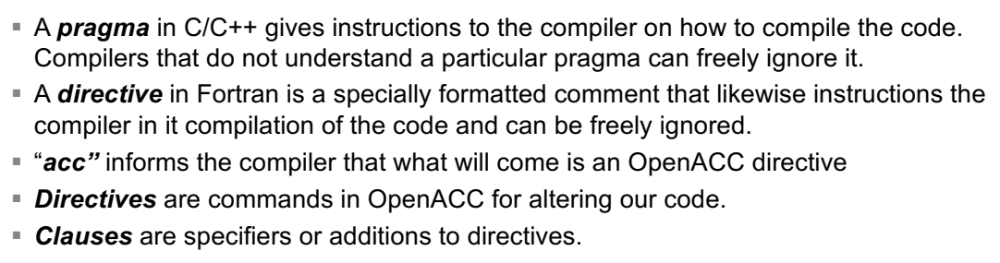 ▪ A pragma in C/C++ gives instructions to the compiler on how to compile the code.
Compilers that do not understand a particular pragma can freely ignore it.
▪ A directive in Fortran is a specially formatted comment that likewise instructions the
compiler in it compilation of the code and can be freely ignored.
▪ “acc” informs the compiler that what will come is an OpenACC directive
▪ Directives are commands in OpenACC for altering our code.
▪ Clauses are specifiers or additions to directives.